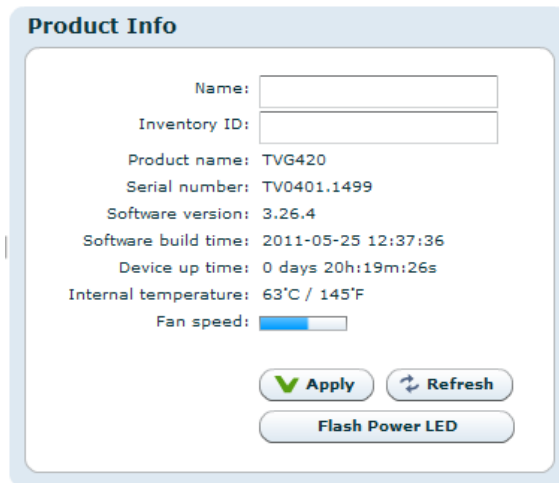 Product Info
Name:
Inventory ID:
Product name: TVG420
Serial number: TV0401.1499
Software version: 3.26.4
Software build time: 2011-05-25 12:37:36
Device up time: 0 days 20h:19m:26s
Internal temperature: 63°C / 145°F
Fan speed:
Apply Refresh
Flash Power LED